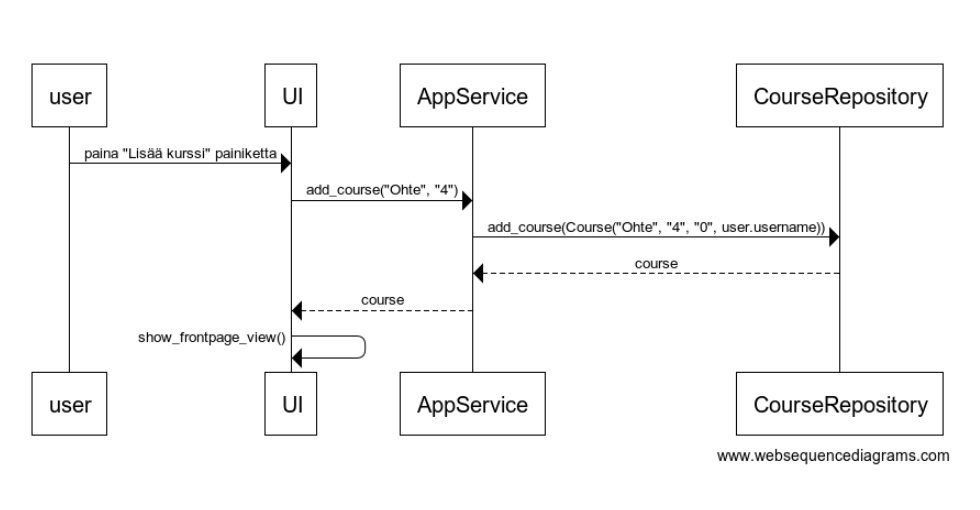 user
UI
AppService
CourseRepository
paina "Lisää kurssi" painiketta
add_course("Ohte", "4")
add_course(Course("Ohte", "4", "0", user.username))
course
course
show_frontpage_view()
user
UI
AppService
CourseRepository
www.websequencediagrams.com